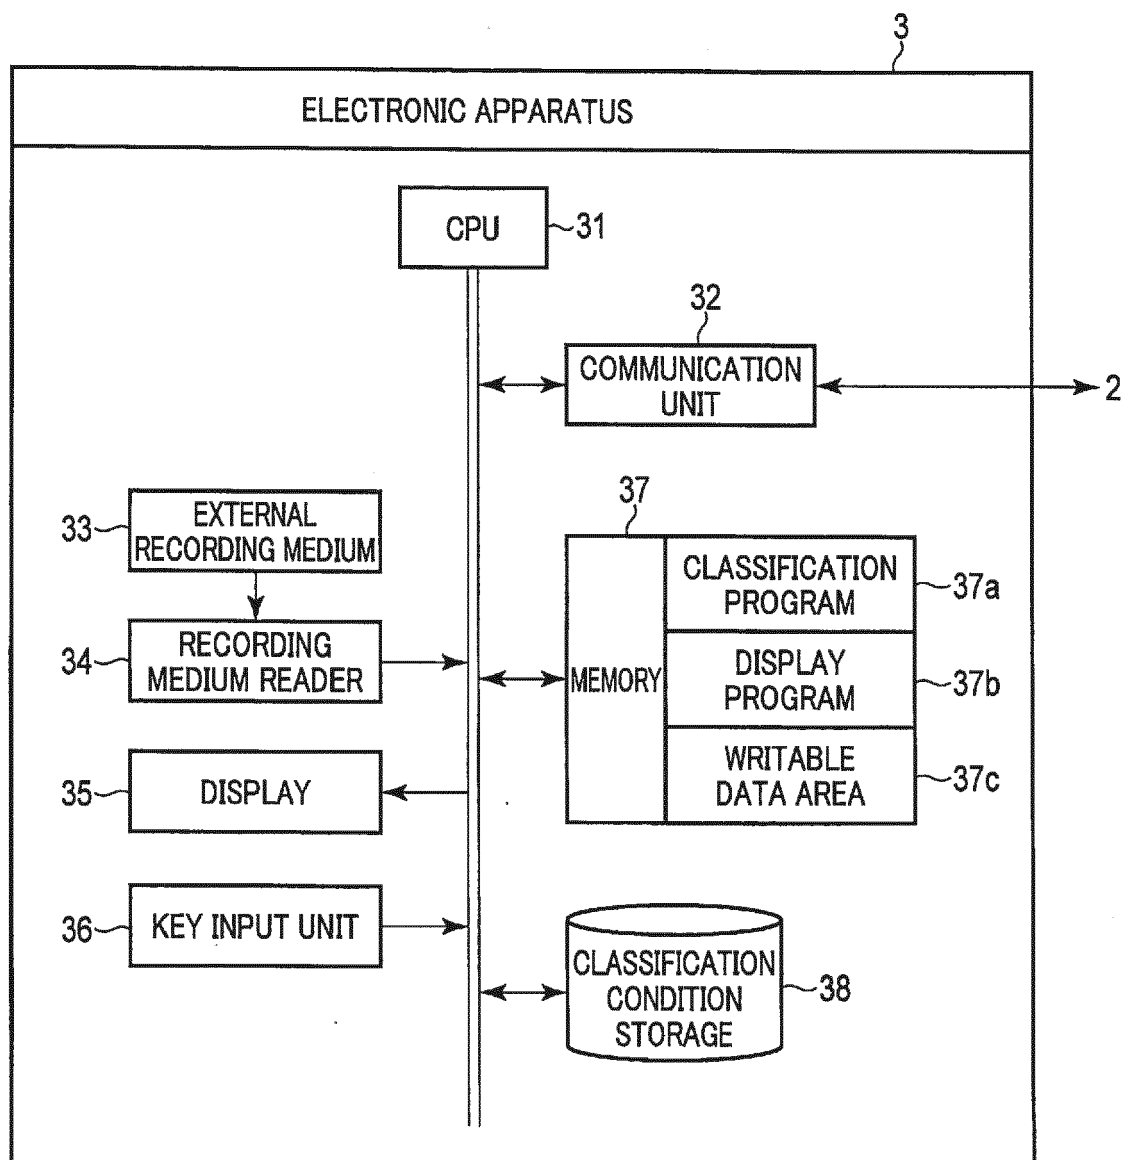 3
ELECTRONIC APPARATUS
CPU
31
32
COMMUNICATION
UNIT
2
33
EXTERNAL
RECORDING MEDIUM
34
RECORDING
MEDIUM READER
35
DISPLAY
36
KEY INPUT UNIT
37
MEMORY
CLASSIFICATION
PROGRAM
37a
DISPLAY
PROGRAM
37b
WRITABLE
DATA AREA
37c
CLASSIFICATION
CONDITION
STORAGE
38